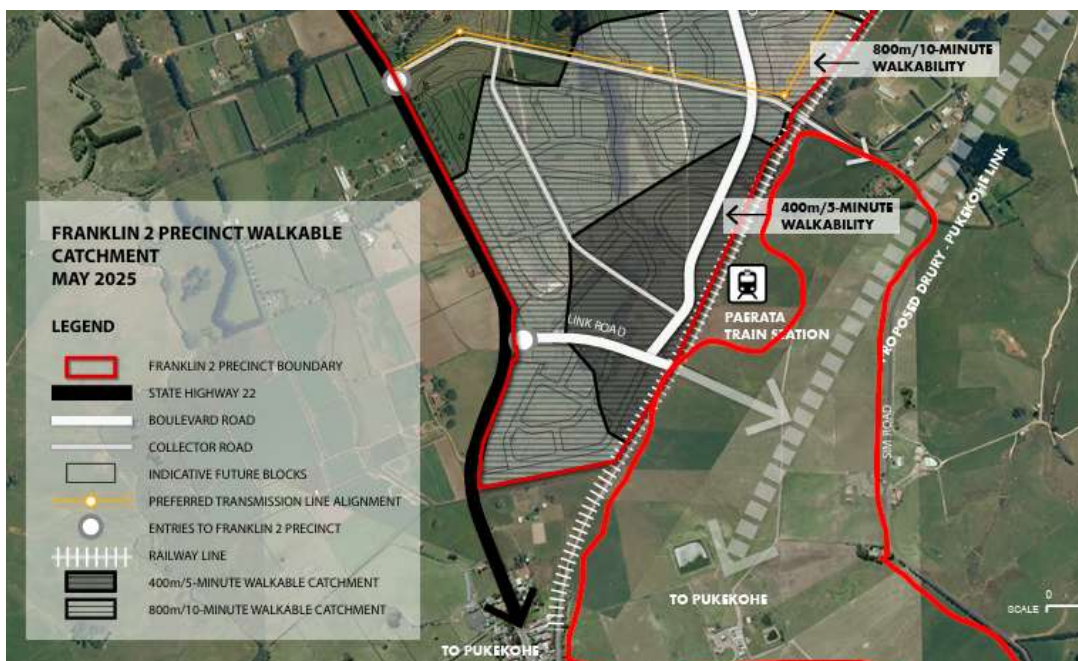 800m/10-MINUTE
WALKABILITY
400m/5-MINUTE
WALKABILITY
PROPOSED DRURY - PUKEKOHE LINK
FRANKLIN 2 PRECINCT WALKABLE
CATCHMENT
MAY 2025
LEGEND
FRANKLIN 2 PRECINCT BOUNDARY
STATE HIGHWAY 22
BOULEVARD ROAD
COLLECTOR ROAD
INDICATIVE FUTURE BLOCKS
PREFERRED TRANSMISSION LINE ALIGNMENT
ENTRIES TO FRANKLIN 2 PRECINCT
RAILWAY LINE
400m/5-MINUTE WALKABLE CATCHMENT
800m/10-MINUTE WALKABLE CATCHMENT
LINK ROAD
PAERATA
TRAIN STATION
SIM ROAD
TO PUKEKOHE
0
SCALE
TO PUKEKOHE